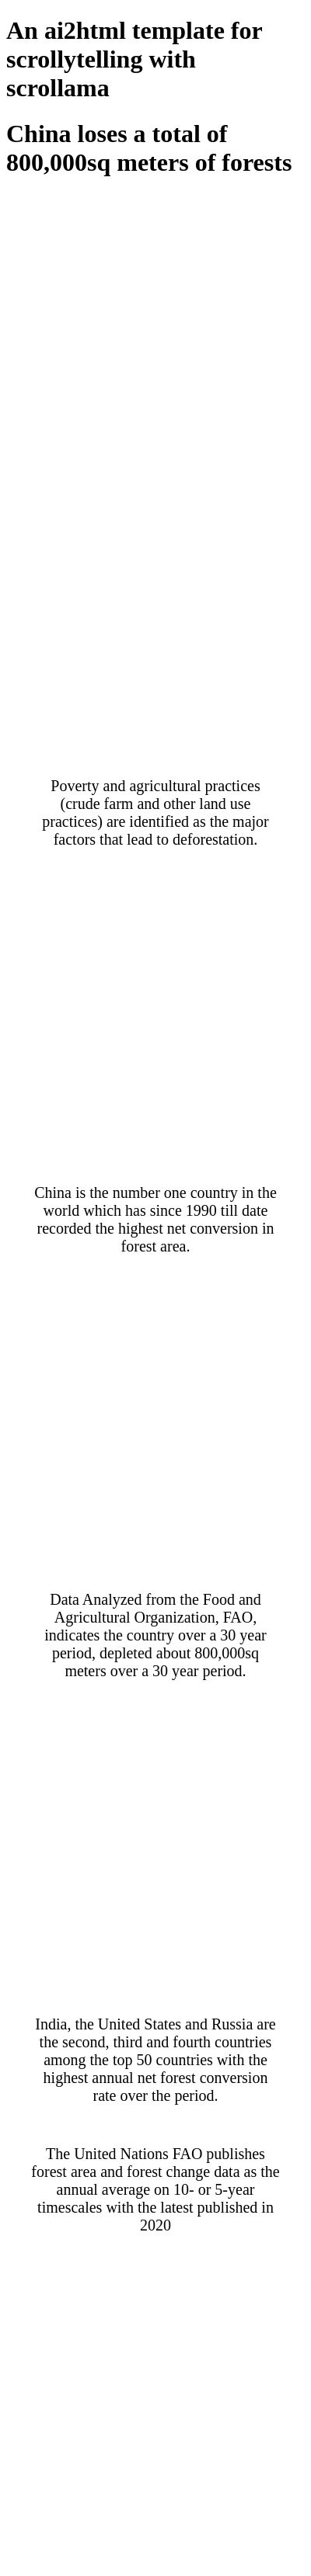 An ai2html template for
scrollytelling with
scrollama
China loses a total of
800,000sq meters of forests
Poverty and agricultural practices
(crude farm and other land use
practices) are identified as the major
factors that lead to deforestation.
China is the number one country in the
world which has since 1990 till date
recorded the highest net conversion in
forest area.
Data Analyzed from the Food and
Agricultural Organization, FAO,
indicates the country over a 30 year
period, depleted about 800,000sq
meters over a 30 year period.
India, the United States and Russia are
the second, third and fourth countries
among the top 50 countries with the
highest annual net forest conversion
rate over the period.
The United Nations FAO publishes
forest area and forest change data as the
annual average on 10- or 5-year
timescales with the latest published in
2020